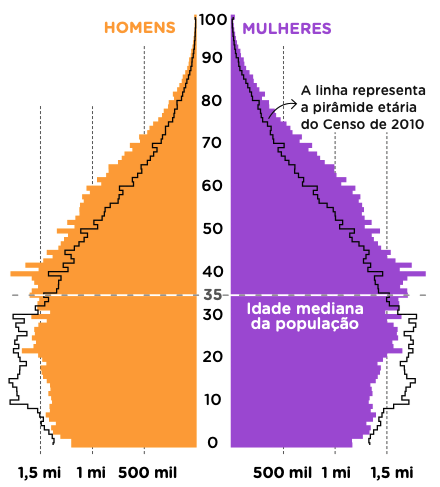 HOMENS
MULHERES
A linha representa
a pirâmide etária
do Censo de 2010
100
90
80
70
60
50
40
35
30
20
10
0
Idade mediana
da população
1,5 mi 1 mi 500 mil
500 mil 1 mi 1,5 mi